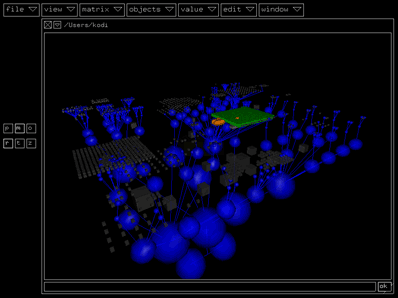 file view matrix objects value edit window
/Users/kodi
p m o
r t z
ok